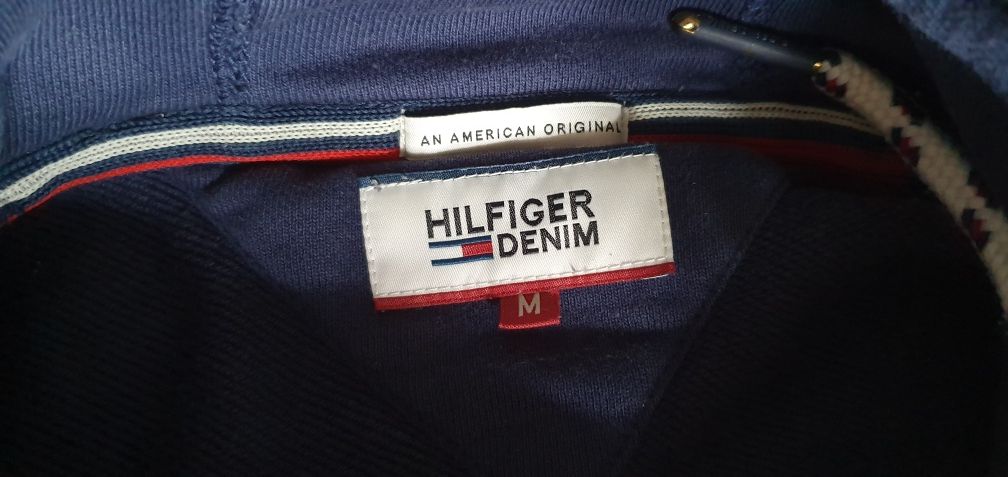 AN AMERICAN ORIGINAL
HILFIGER
DENIM
M